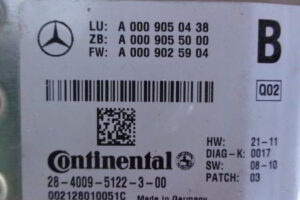 LU: A 000 905 04 38
ZB: A 000 905 50 00
FW: A 000 902 59 04
B
Q02
Continental
HW: 21-11
DIAG-K: 0017
SW: 08-10
PATCH: 03
28-4009-5122-3-00
002128010051C Made in Germany